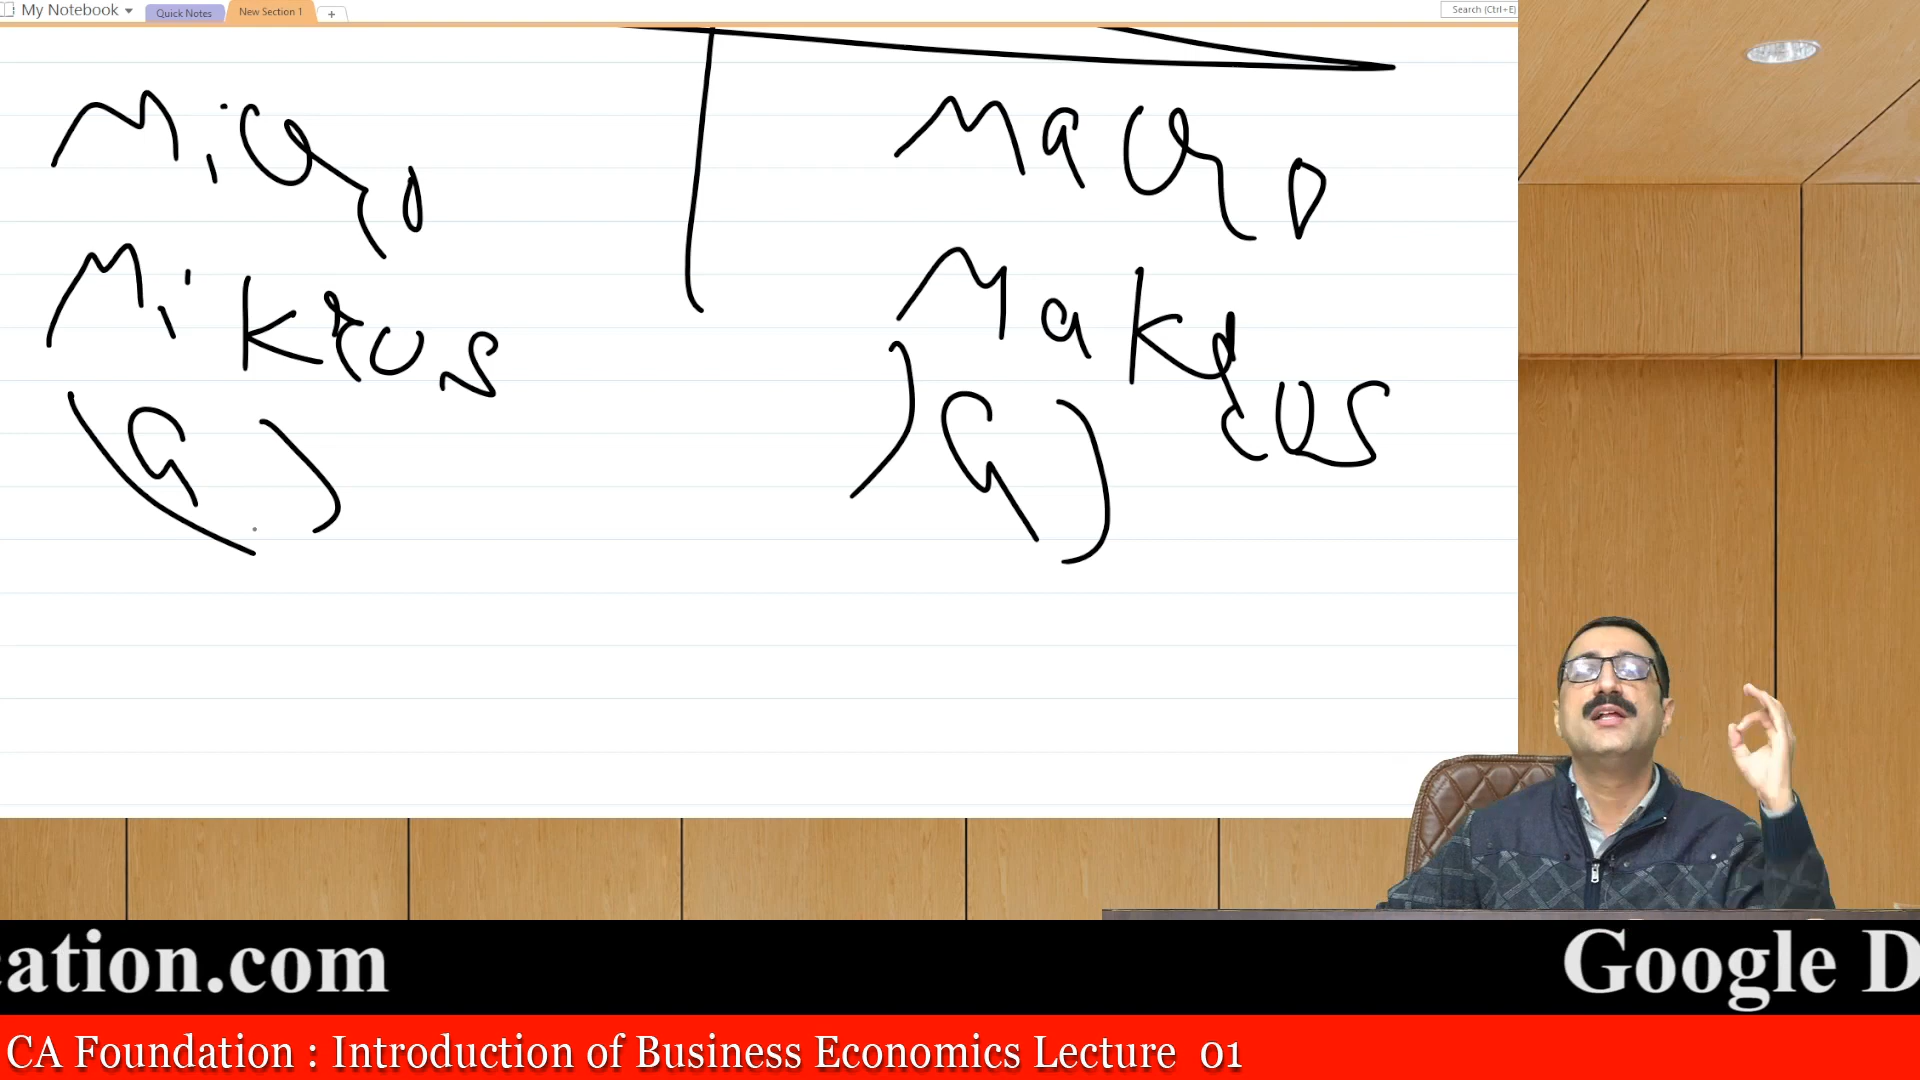 My Notebook
Quick Notes
New Section 1
+
Search (Ctrl+E)
Micro
Macro
Mikros
Makros
(G)
)G)
cation.com
Google D
CA Foundation : Introduction of Business Economics Lecture 01